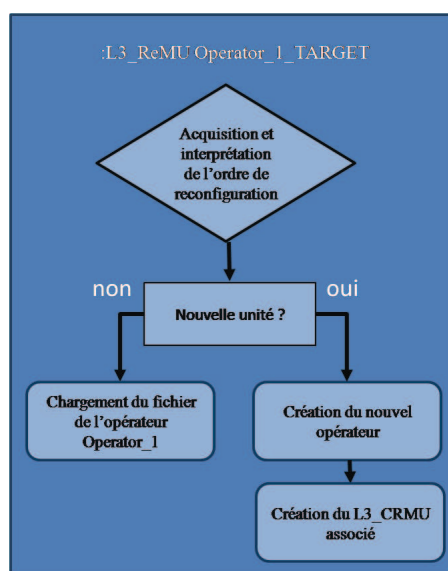 :L3_ReMU Operator_1_TARGET
Acquisition et
interprétation
de l'ordre de
reconfiguration
non
oui
Nouvelle unité ?
Chargement du fichier
de l'opérateur
Operator_1
Création du nouvel
opérateur
Création du L3_CRMU
associé